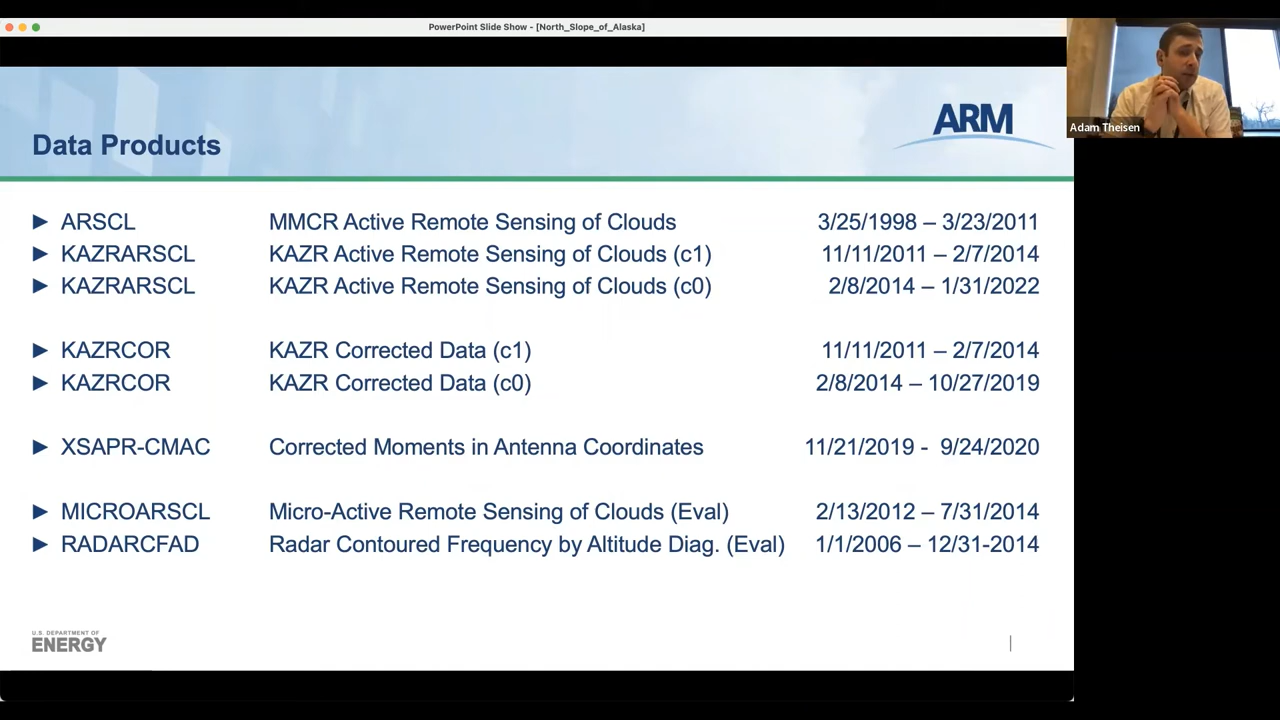 PowerPoint Slide Show - [North_Slope_of_Alaska]
Adam Theisen
ARM
Data Products
► ARSCL MMCR Active Remote Sensing of Clouds 3/25/1998 – 3/23/2011
► KAZRARSCL KAZR Active Remote Sensing of Clouds (c1) 11/11/2011 – 2/7/2014
► KAZRARSCL KAZR Active Remote Sensing of Clouds (c0) 2/8/2014 – 1/31/2022
► KAZRCOR KAZR Corrected Data (c1) 11/11/2011 – 2/7/2014
► KAZRCOR KAZR Corrected Data (c0) 2/8/2014 – 10/27/2019
► XSAPR-CMAC Corrected Moments in Antenna Coordinates 11/21/2019 - 9/24/2020
► MICROARSCL Micro-Active Remote Sensing of Clouds (Eval) 2/13/2012 – 7/31/2014
► RADARCFAD Radar Contoured Frequency by Altitude Diag. (Eval) 1/1/2006 – 12/31-2014
U.S. DEPARTMENT OF
ENERGY